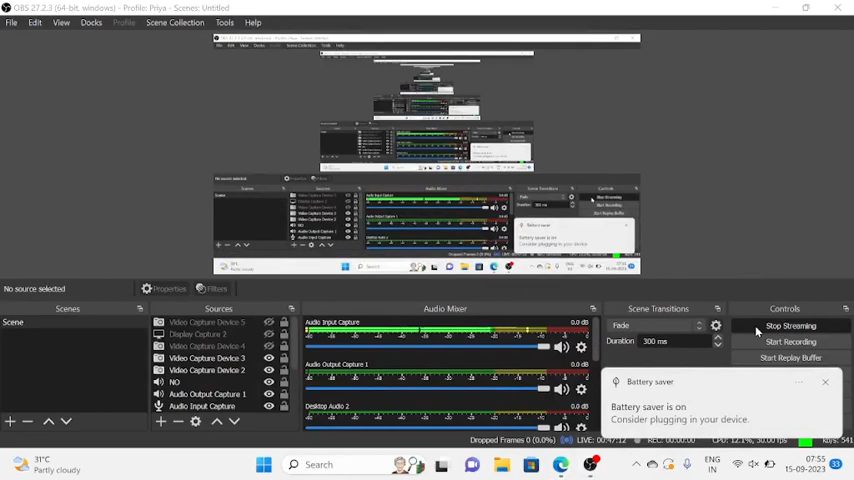 OBS 27.2.3 (64-bit, windows) - Profile: Priya - Scenes: Untitled
File Edit View Docks Profile Scene Collection Tools Help
No source selected
Properties Filters
Scenes Sources Audio Mixer Scene Transitions Controls
Scene
Video Capture Device 5
Display Capture 2
Video Capture Device 4
Video Capture Device 3
Video Capture Device 2
NO
Audio Output Capture 1
Audio Input Capture
Audio Input Capture 0.0 dB
Audio Output Capture 1 0.0 dB
Desktop Audio 2 0.0 dB
Fade
Duration 300 ms
Stop Streaming
Start Recording
Start Replay Buffer
Battery saver
Battery saver is on
Consider plugging in your device.
Dropped Frames 0 (0.0%) LIVE: 00:47:12 REC: 00:00:00 CPU: 12.1%, 30.00 fps kb/s: 541
31°C
Partly cloudy
Search
ENG
IN
07:55
15-09-2023
33